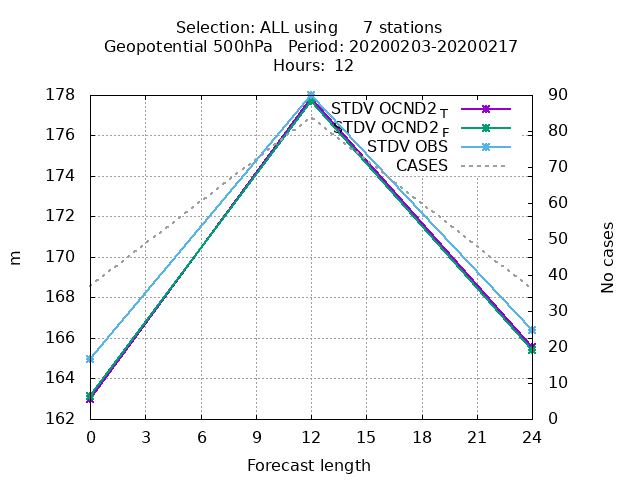 Selection: ALL using 7 stations
Geopotential 500hPa Period: 20200203-20200217
Hours: 12
178 90
STDV OCND2 T
176 80
STDV OCND2 F
STDV OBS
174 70
CASES
172 60
170 50
168 40
166 30
164 20
162 10
0
m
No cases
0 3 6 9 12 15 18 21 24
Forecast length